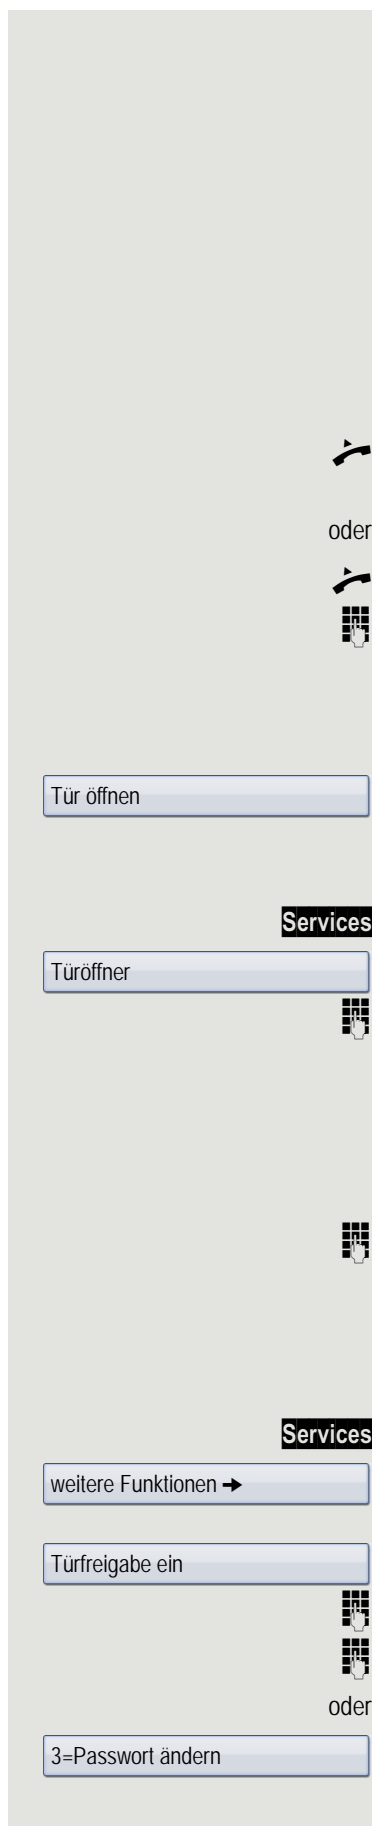 oder
Tür öffnen
Services
Türöffner
Services
weitere Funktionen ➔
Türfreigabe ein
oder
3=Passwort ändern